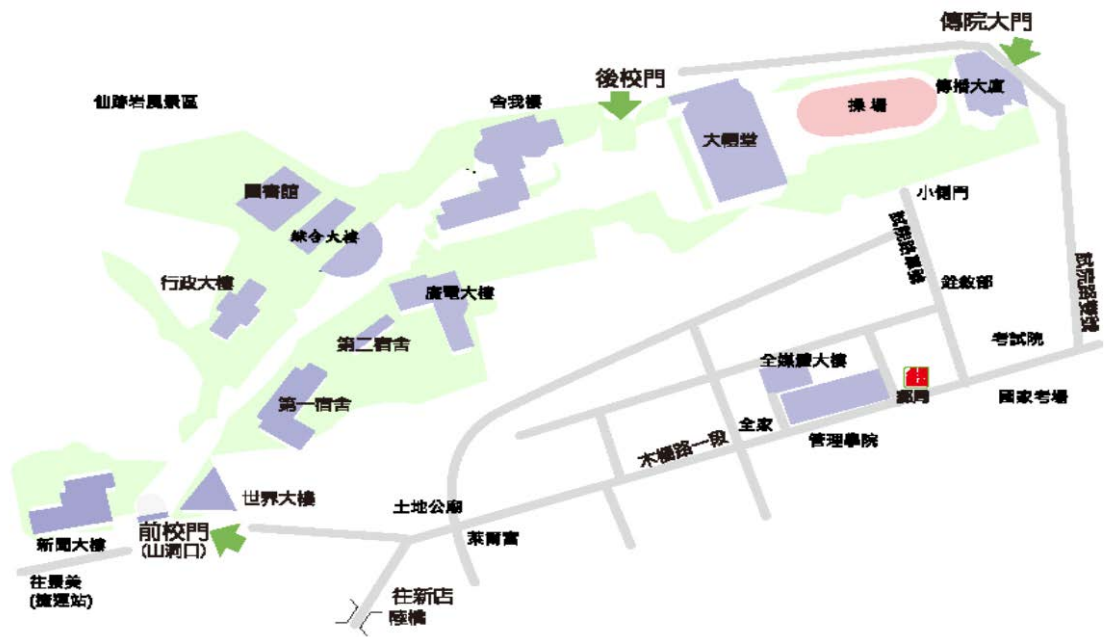 傳院大門
後校門
仙跡岩風景區
舍我樓
傳播大廈
操場
大禮堂
圖書館
小側門
綜合大樓
試院路單號
行政大樓
廣電大樓
銓敘部
試院路雙號
第二宿舍
考試院
全媒體大樓
第一宿舍
郵局
國家考場
全家
管理學院
木柵路一段
世界大樓
土地公廟
前校門
(山洞口)
萊爾富
新聞大樓
往景美
(捷運站)
往新店
陸橋